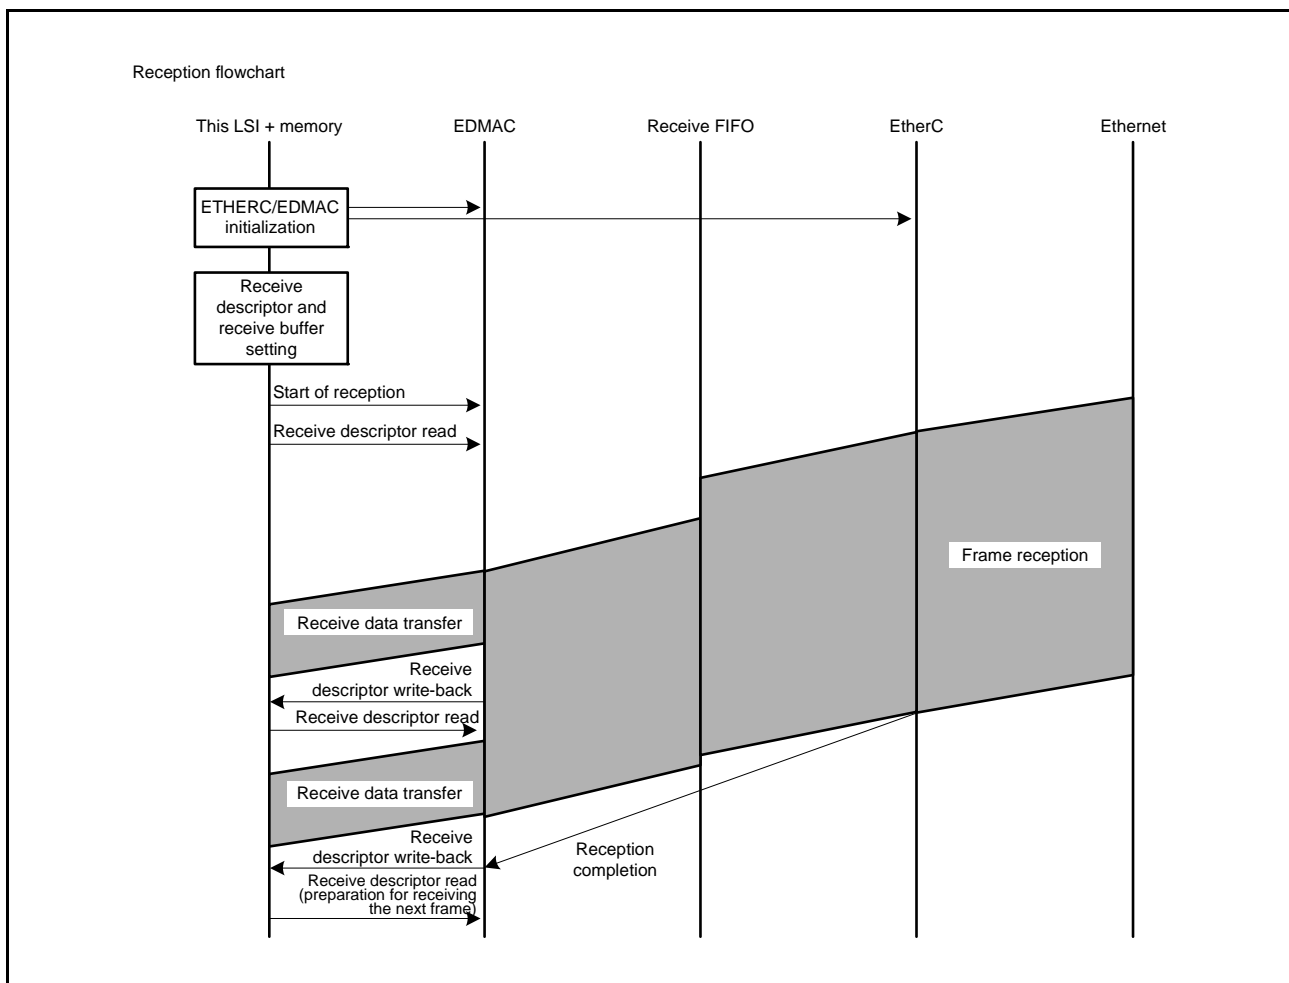 Reception flowchart
This LSI + memory
EDMAC
Receive FIFO
EtherC
Ethernet
ETHERC/EDMAC
initialization
Receive
descriptor and
receive buffer
setting
Start of reception
Receive descriptor read
Frame reception
Receive data transfer
Receive
descriptor write-back
Receive descriptor read
Receive data transfer
Receive
descriptor write-back
Reception
completion
Receive descriptor read
(preparation for receiving
the next frame)